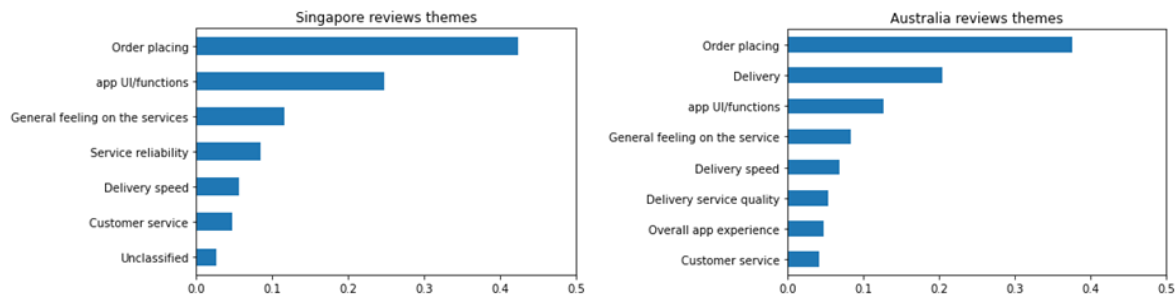 Singapore reviews themes
Order placing
app UI/functions
General feeling on the services
Service reliability
Delivery speed
Customer service
Unclassified
0.0 0.1 0.2 0.3 0.4 0.5
Australia reviews themes
Order placing
Delivery
app UI/functions
General feeling on the service
Delivery speed
Delivery service quality
Overall app experience
Customer service
0.0 0.1 0.2 0.3 0.4 0.5